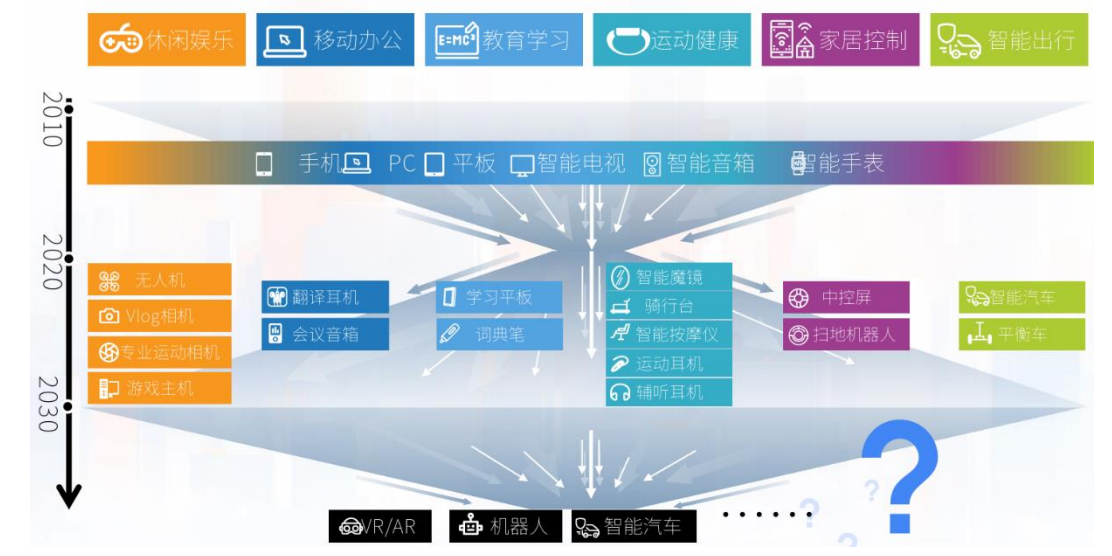 休闲娱乐
移动办公
E=MC²
教育学习
运动健康
家居控制
智能出行
2010
手机 PC 平板 智能电视 智能音箱 智能手表
2020
无人机
Vlog相机
专业运动相机
游戏主机
翻译耳机
会议音箱
学习平板
词典笔
智能魔镜
骑行台
智能按摩仪
运动耳机
辅听耳机
中控屏
扫地机器人
智能汽车
平衡车
2030
VR/AR
机器人
智能汽车
······
?
?
?
?
?